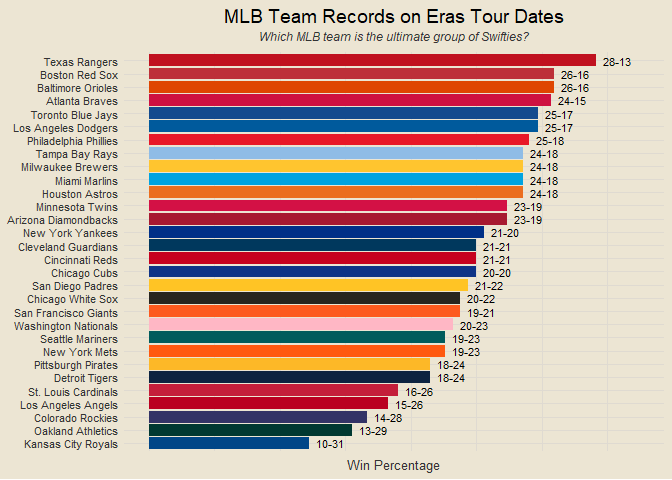 MLB Team Records on Eras Tour Dates
Which MLB team is the ultimate group of Swifties?
Texas Rangers 28-13
Boston Red Sox 26-16
Baltimore Orioles 26-16
Atlanta Braves 24-15
Toronto Blue Jays 25-17
Los Angeles Dodgers 25-17
Philadelphia Phillies 25-18
Tampa Bay Rays 24-18
Milwaukee Brewers 24-18
Miami Marlins 24-18
Houston Astros 24-18
Minnesota Twins 23-19
Arizona Diamondbacks 23-19
New York Yankees 21-20
Cleveland Guardians 21-21
Cincinnati Reds 21-21
Chicago Cubs 20-20
San Diego Padres 21-22
Chicago White Sox 20-22
San Francisco Giants 19-21
Washington Nationals 20-23
Seattle Mariners 19-23
New York Mets 19-23
Pittsburgh Pirates 18-24
Detroit Tigers 18-24
St. Louis Cardinals 16-26
Los Angeles Angels 15-26
Colorado Rockies 14-28
Oakland Athletics 13-29
Kansas City Royals 10-31
Win Percentage